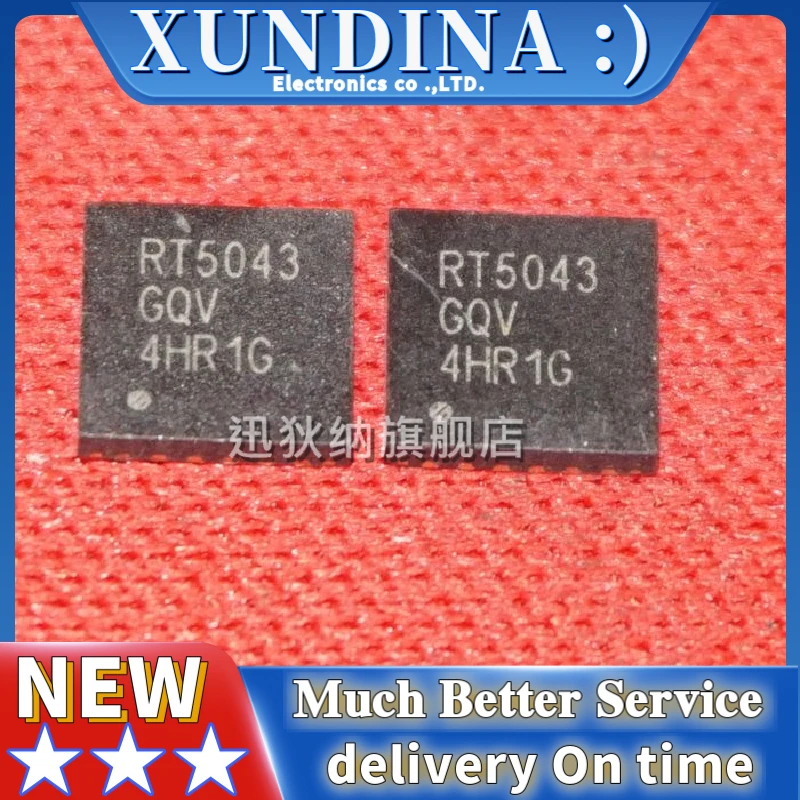 XUNDINA :)
Electronics co .,LTD.
RT5043
GQV
4HR1G
RT5043
GQV
4HR1G
迅狄纳旗舰店
NEW
Much Better Service
delivery On time